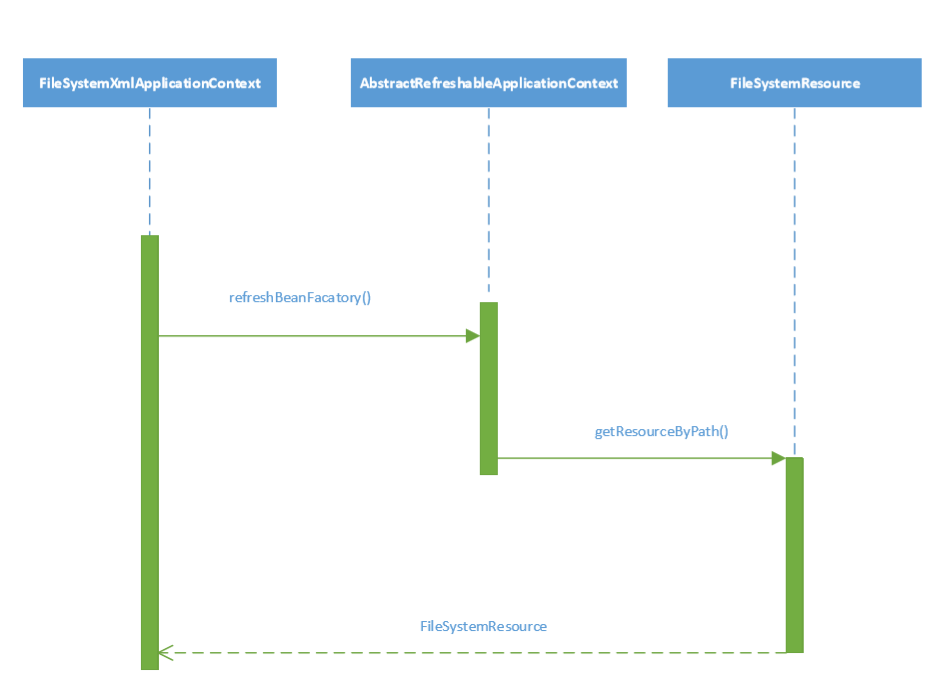 FileSystemXmlApplicationContext
AbstractRefreshableApplicationContext
FileSystemResource
refreshBeanFacatory()
getResourceByPath()
FileSystemResource